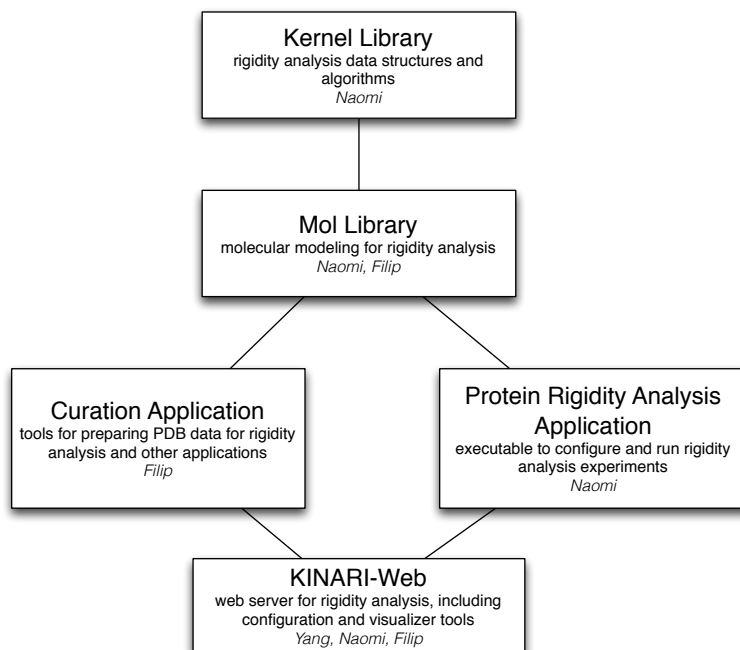 Kernel Library
rigidity analysis data structures and
algorithms
Naomi
Mol Library
molecular modeling for rigidity analysis
Naomi, Filip
Curation Application
tools for preparing PDB data for rigidity
analysis and other applications
Filip
Protein Rigidity Analysis
Application
executable to configure and run rigidity
analysis experiments
Naomi
KINARI-Web
web server for rigidity analysis, including
configuration and visualizer tools
Yang, Naomi, Filip